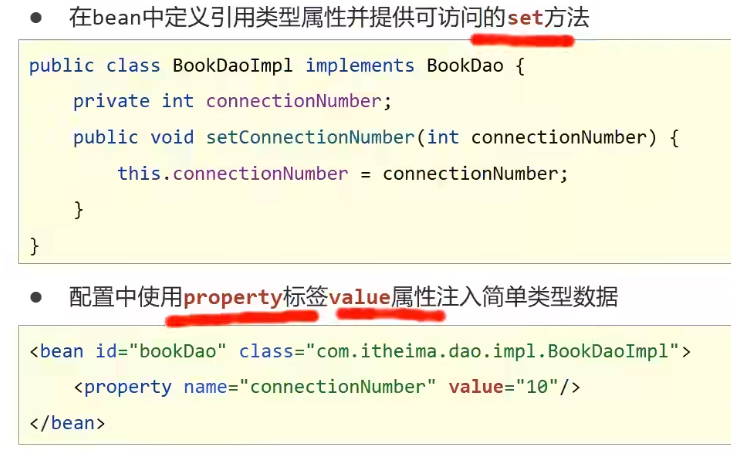 ● 在bean中定义引用类型属性并提供可访问的set方法
public class BookDaoImpl implements BookDao {
    private int connectionNumber;
    public void setConnectionNumber(int connectionNumber) {
        this.connectionNumber = connectionNumber;
    }
}
● 配置中使用property标签value属性注入简单类型数据
<bean id="bookDao" class="com.itheima.dao.impl.BookDaoImpl">
    <property name="connectionNumber" value="10"/>
</bean>